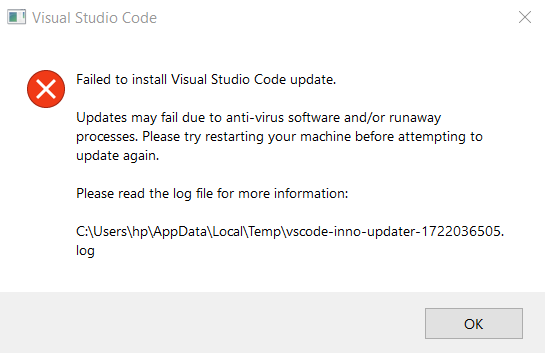 Visual Studio Code
Failed to install Visual Studio Code update.
Updates may fail due to anti-virus software and/or runaway
processes. Please try restarting your machine before attempting to
update again.
Please read the log file for more information:
C:\Users\hp\AppData\Local\Temp\vscode-inno-updater-1722036505.
log
OK